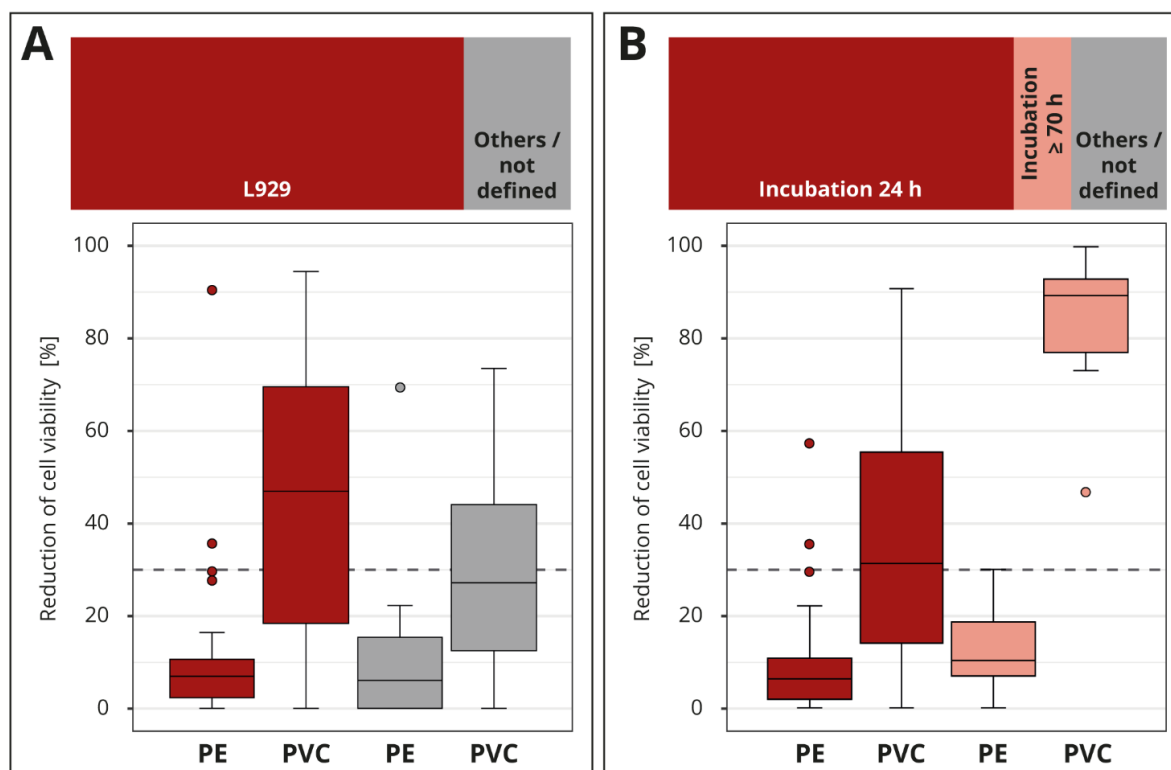 A
L929
Others /
not
defined
Reduction of cell viability [%]
100
80
60
40
20
0
PE
PVC
PE
PVC
B
Incubation 24 h
Incubation
≥ 70 h
Others /
not
defined
Reduction of cell viability [%]
100
80
60
40
20
0
PE
PVC
PE
PVC